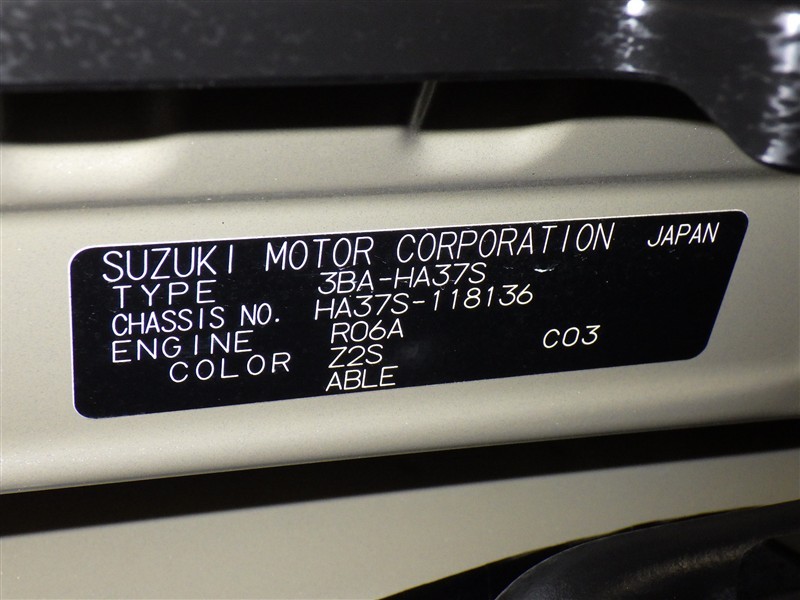 SUZUKI MOTOR CORPORATION JAPAN
TYPE 3BA-HA37S
CHASSIS NO. HA37S-118136
ENGINE R06A
COLOR Z2S C03
ABLE